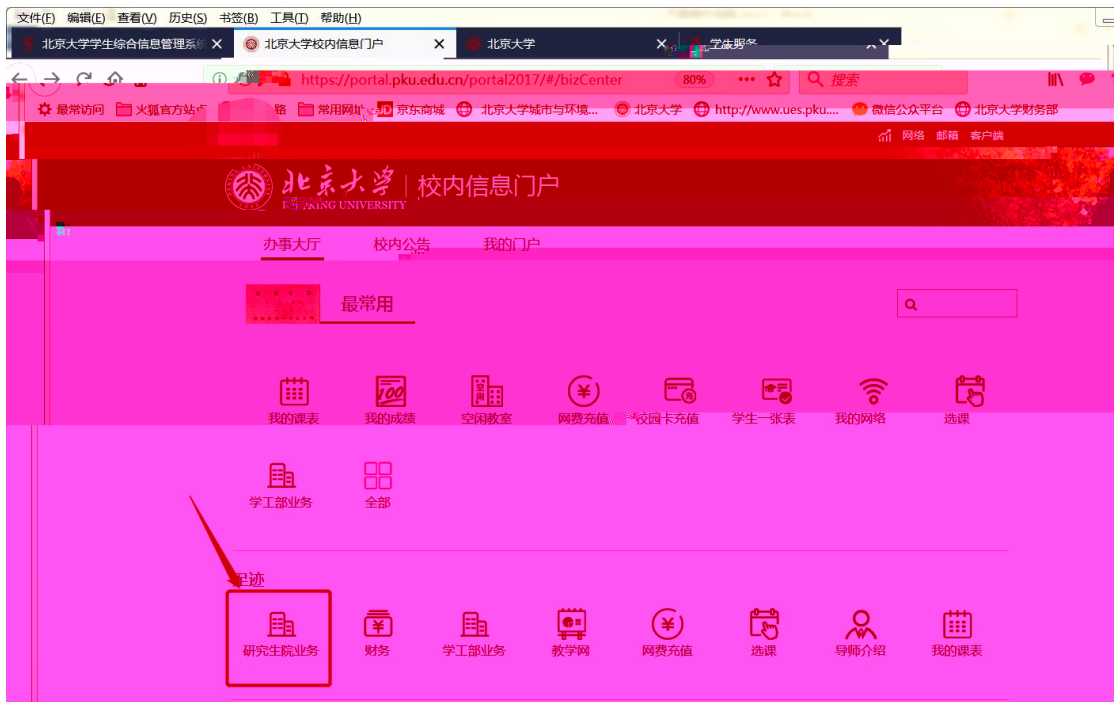 文件(F) 编辑(E) 查看(V) 历史(S) 书签(B) 工具(T) 帮助(H)
北京大学学生综合信息管理系统 北京大学校内信息门户 北京大学
https://portal.pku.edu.cn/portal2017/#/bizCenter 80% 搜索
最常访问 火狐官方站点 常用网址 JD 京东商城 北京大学城市与环境... 北京大学 http://www.ues.pku.... 微信公众平台 北京大学财务部
网络 邮箱 客户端
北京大学 校内信息门户
PEKING UNIVERSITY
办事大厅 校内公告 我的门户
最常用
我的课表 我的成绩 空闲教室 网费充值 校园卡充值 学生一张表 我的网络 选课
学工部业务 全部
足迹
研究生院业务 财务 学工部业务 教学网 网费充值 选课 导师介绍 我的课表